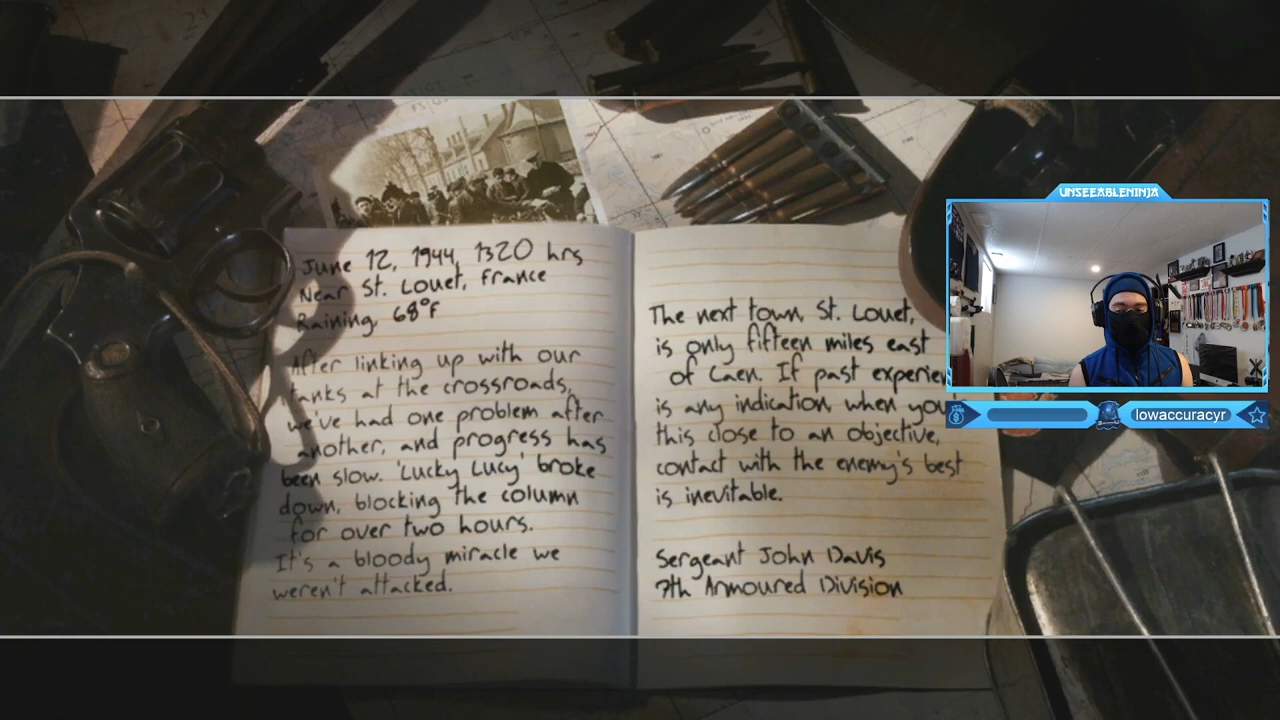 June 12, 1944, 1320 hrs
Near St. Louet, France
Raining, 68°F
After linking up with our
tanks at the crossroads,
we've had one problem after
another, and progress has
been slow. 'Lucky Lucy' broke
down, blocking the column
for over two hours.
It's a bloody miracle we
weren't attacked.
The next town, St. Louet,
is only fifteen miles east
of Caen. If past experien
is any indication, when you
this close to an objective,
contact with the enemy's best
is inevitable.
Sergeant John Davis
7th Armoured Division
UNSEEABLENINJA
lowaccuracyr